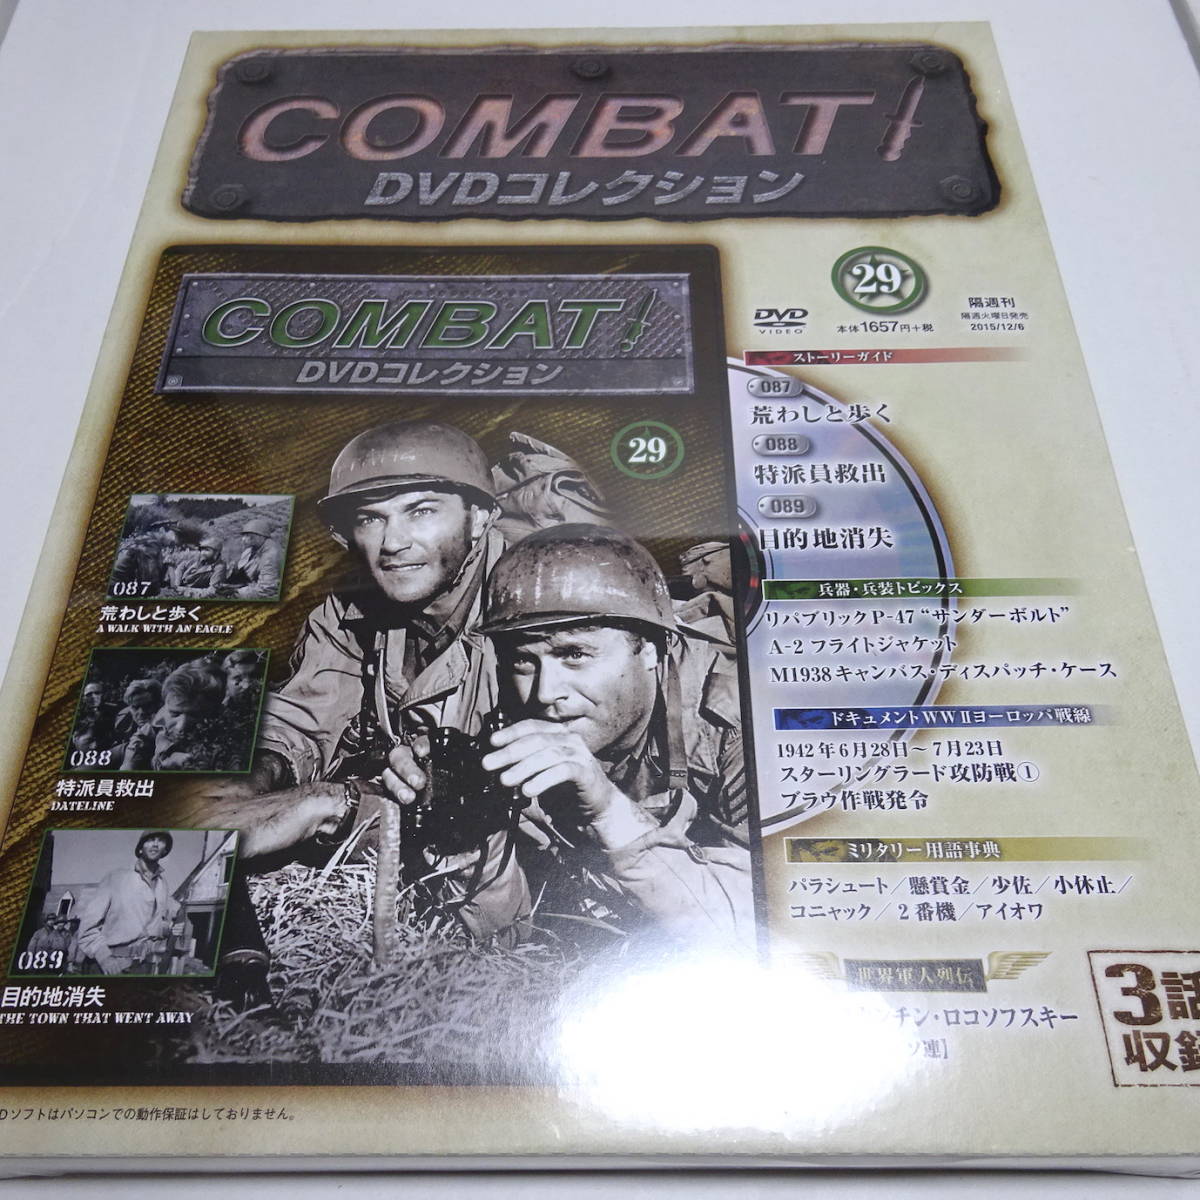 COMBAT!
DVDコレクション
COMBAT!
DVDコレクション
29
087
荒わしと歩く
A WALK WITH AN EAGLE
088
特派員救出
DATELINE
089
目的地消失
THE TOWN THAT WENT AWAY
29
DVD
VIDEO
本体1657円+税
隔週刊
隔週火曜日発売
2015/12/6
ストーリーガイド
087
荒わしと歩く
088
特派員救出
089
目的地消失
兵器・兵装トピックス
リパブリックP-47“サンダーボルト”
A-2 フライトジャケット
M1938キャンバス・ディスパッチ・ケース
ドキュメントWWⅡヨーロッパ戦線
1942年6月28日〜7月23日
スターリングラード攻防戦①
ブラウ作戦発令
ミリタリー用語事典
パラシュート/懸賞金/少佐/小休止/
コニャック/2番機/アイオワ
世界軍人列伝
ンチン・ロコソフスキー
ソ連】
3話
収録
Dソフトはパソコンでの動作保証はしておりません。